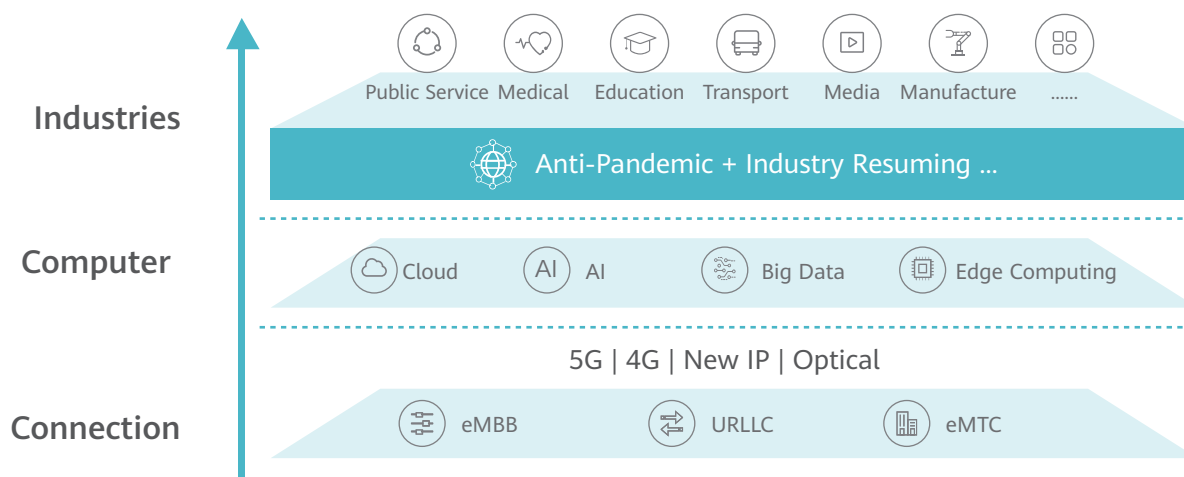 Industries
Public Service Medical Education Transport Media Manufacture ......
Anti-Pandemic + Industry Resuming ...
Computer
Cloud AI AI Big Data Edge Computing
5G | 4G | New IP | Optical
Connection
eMBB URLLC eMTC